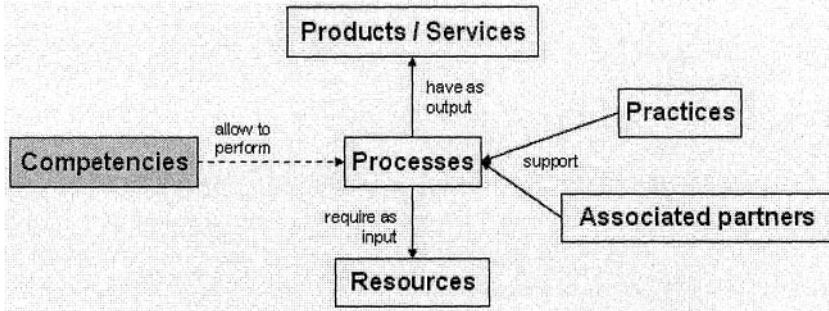 Products / Services
have as
output
Practices
allow to
perform
Competencies
Processes
support
Associated partners
require as
input
Resources